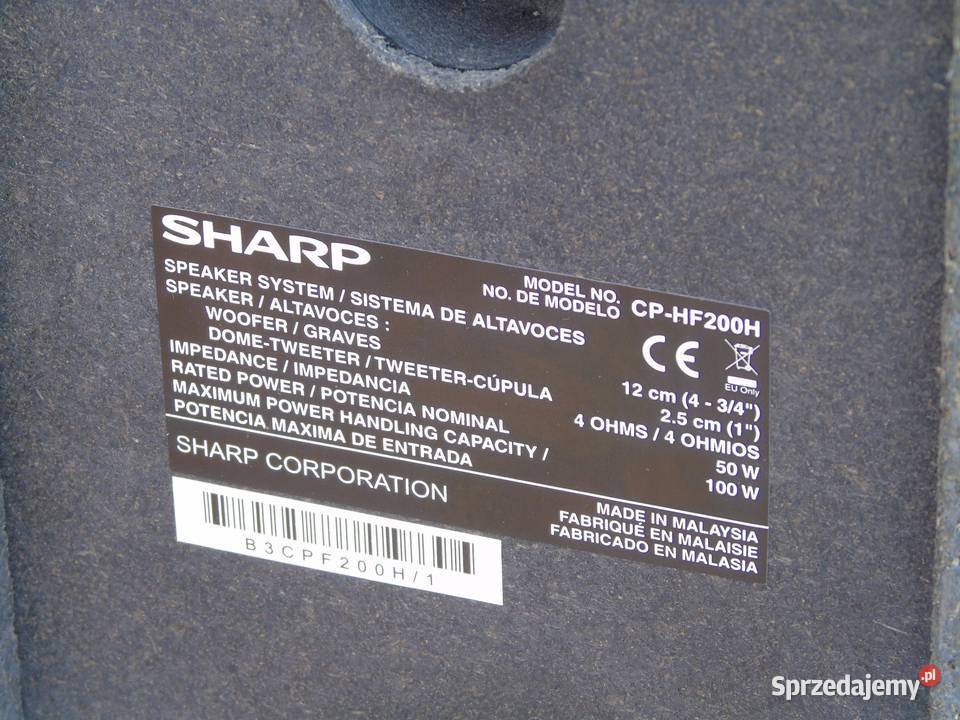 SHARP
MODEL NO.
NO. DE MODELO CP-HF200H
SPEAKER SYSTEM / SISTEMA DE ALTAVOCES
SPEAKER / ALTAVOCES :
WOOFER / GRAVES 12 cm (4 - 3/4")
DOME-TWEETER / TWEETER-CÚPULA 2.5 cm (1")
IMPEDANCE / IMPEDANCIA 4 OHMS / 4 OHMIOS
RATED POWER / POTENCIA NOMINAL 50 W
MAXIMUM POWER HANDLING CAPACITY /
POTENCIA MAXIMA DE ENTRADA 100 W
CE
EU Only
SHARP CORPORATION
MADE IN MALAYSIA
FABRIQUÉ EN MALAISIE
FABRICADO EN MALASIA
B3CPF200H/1
Sprzedajemy.pl